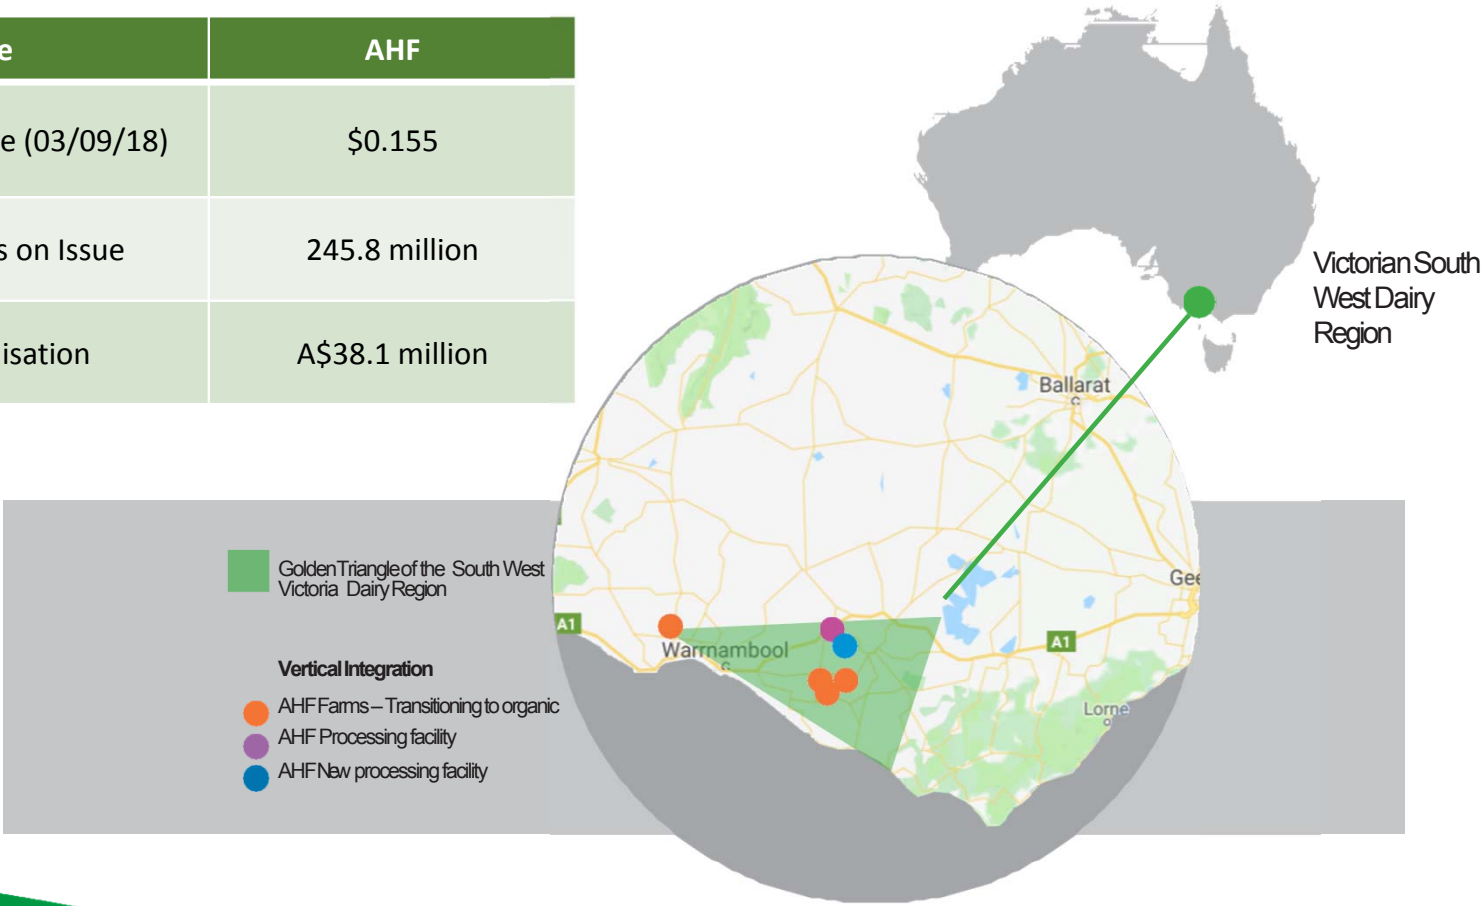 e AHF
e (03/09/18) $0.155
s on Issue 245.8 million
isation A$38.1 million
Victorian South
West Dairy
Region
Ballarat
Golden Triangle of the South West
Victoria Dairy Region
Gee
A1
A1
Warrnambool
Vertical Integration
AHF Farms – Transitioning to organic
AHF Processing facility
AHF New processing facility
Lorne